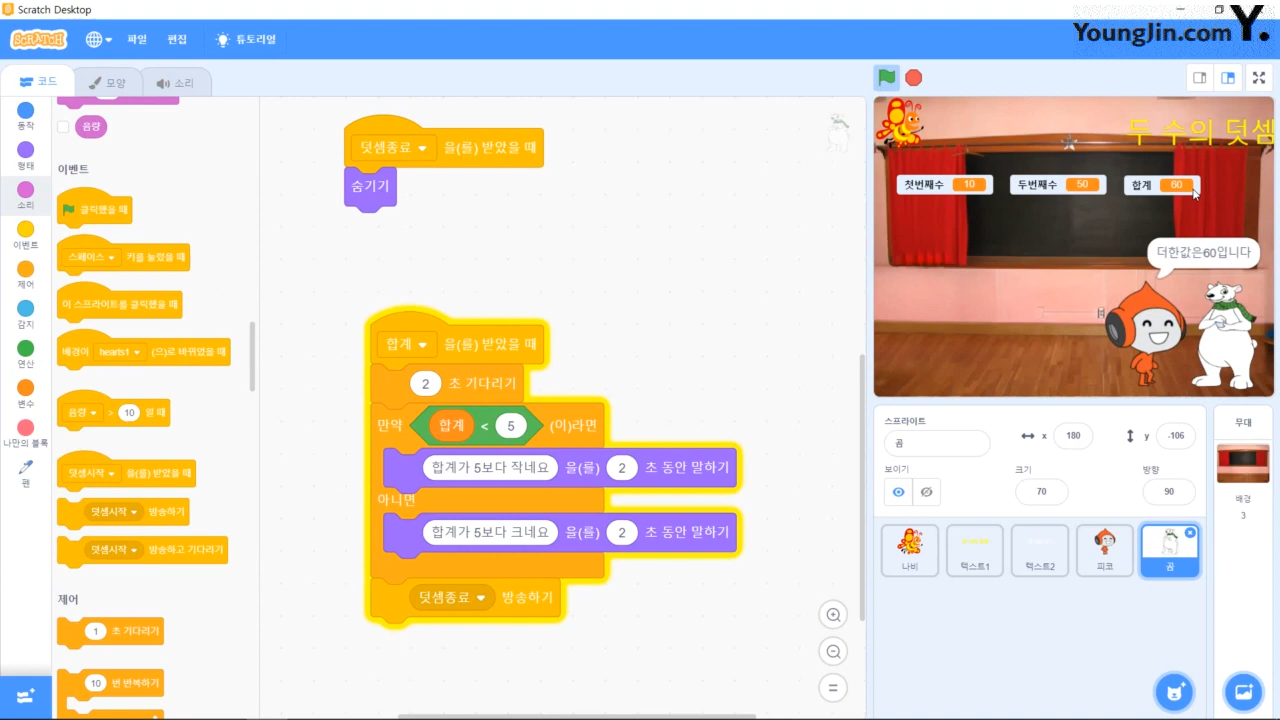 Scratch Desktop
SCRATCH
파일
편집
튜토리얼
YoungJin.com Y.
코드
모양
소리
동작
형태
소리
이벤트
제어
감지
연산
변수
나만의 블록
펜
음량
이벤트
클릭했을 때
스페이스 키를 눌렀을 때
이 스프라이트를 클릭했을 때
배경이 hearts1 (으)로 바뀌었을 때
음량 > 10 일 때
덧셈시작 을(를) 받았을 때
덧셈시작 방송하기
덧셈시작 방송하고 기다리기
제어
1 초 기다리기
10 번 반복하기
덧셈종료 을(를) 받았을 때
숨기기
합계 을(를) 받았을 때
2 초 기다리기
만약 합계 < 5 (이)라면
합계가 5보다 작네요 을(를) 2 초 동안 말하기
아니면
합계가 5보다 크네요 을(를) 2 초 동안 말하기
덧셈종료 방송하기
두 수의 덧셈
첫번째수 10
두번째수 50
합계 60
더한값은60입니다
스프라이트
곰
x 180
y -106
보이기
크기
70
방향
90
나비
텍스트1
텍스트2
피코
곰
무대
배경
3